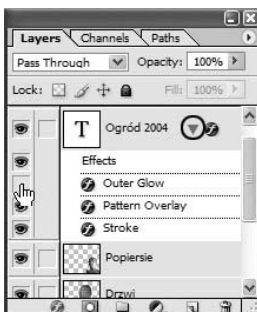 Layers Channels Paths
Pass Through Opacity: 100%
Lock: Fill: 100%
T Ogród 2004
Effects
Outer Glow
Pattern Overlay
Stroke
Popiersie
Drzwi